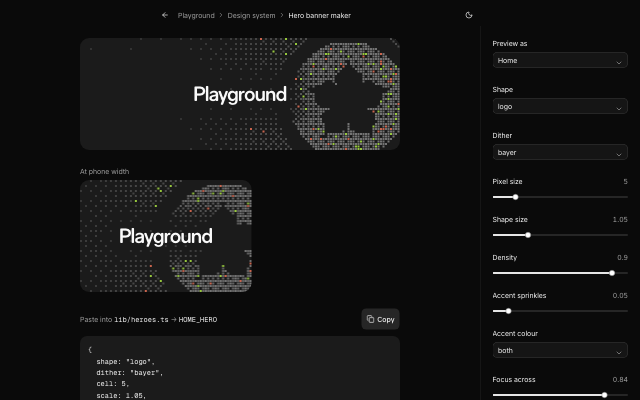 Playground > Design system > Hero banner maker
Playground
At phone width
Playground
Paste into lib/heroes.ts → HOME_HERO
Copy
{
shape: "logo",
dither: "bayer",
cell: 5,
scale: 1.05,
Preview as
Home
Shape
logo
Dither
bayer
Pixel size 5
Shape size 1.05
Density 0.9
Accent sprinkles 0.05
Accent colour
both
Focus across 0.84